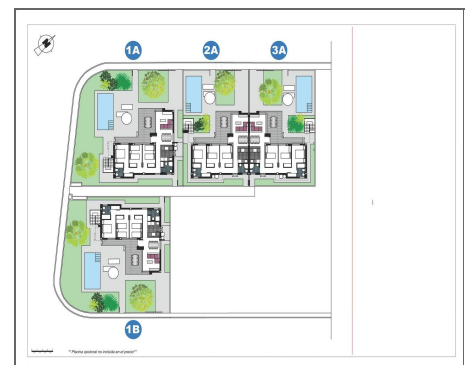 1A 2A 3A
1B
** Piscina opcional no incluida en el precio**